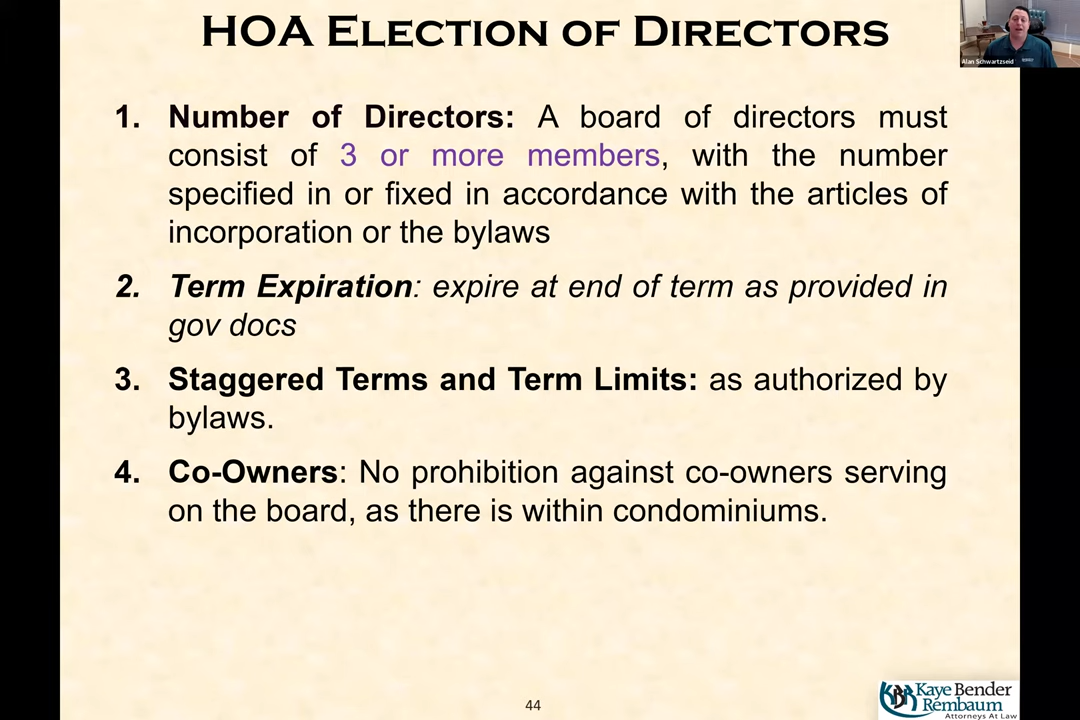 HOA ELECTION OF DIRECTORS
Alan Schwartzseid
1. Number of Directors: A board of directors must
consist of 3 or more members, with the number
specified in or fixed in accordance with the articles of
incorporation or the bylaws
2. Term Expiration: expire at end of term as provided in
gov docs
3. Staggered Terms and Term Limits: as authorized by
bylaws.
4. Co-Owners: No prohibition against co-owners serving
on the board, as there is within condominiums.
44
KBR Kaye Bender
Rembaum
Attorneys At Law